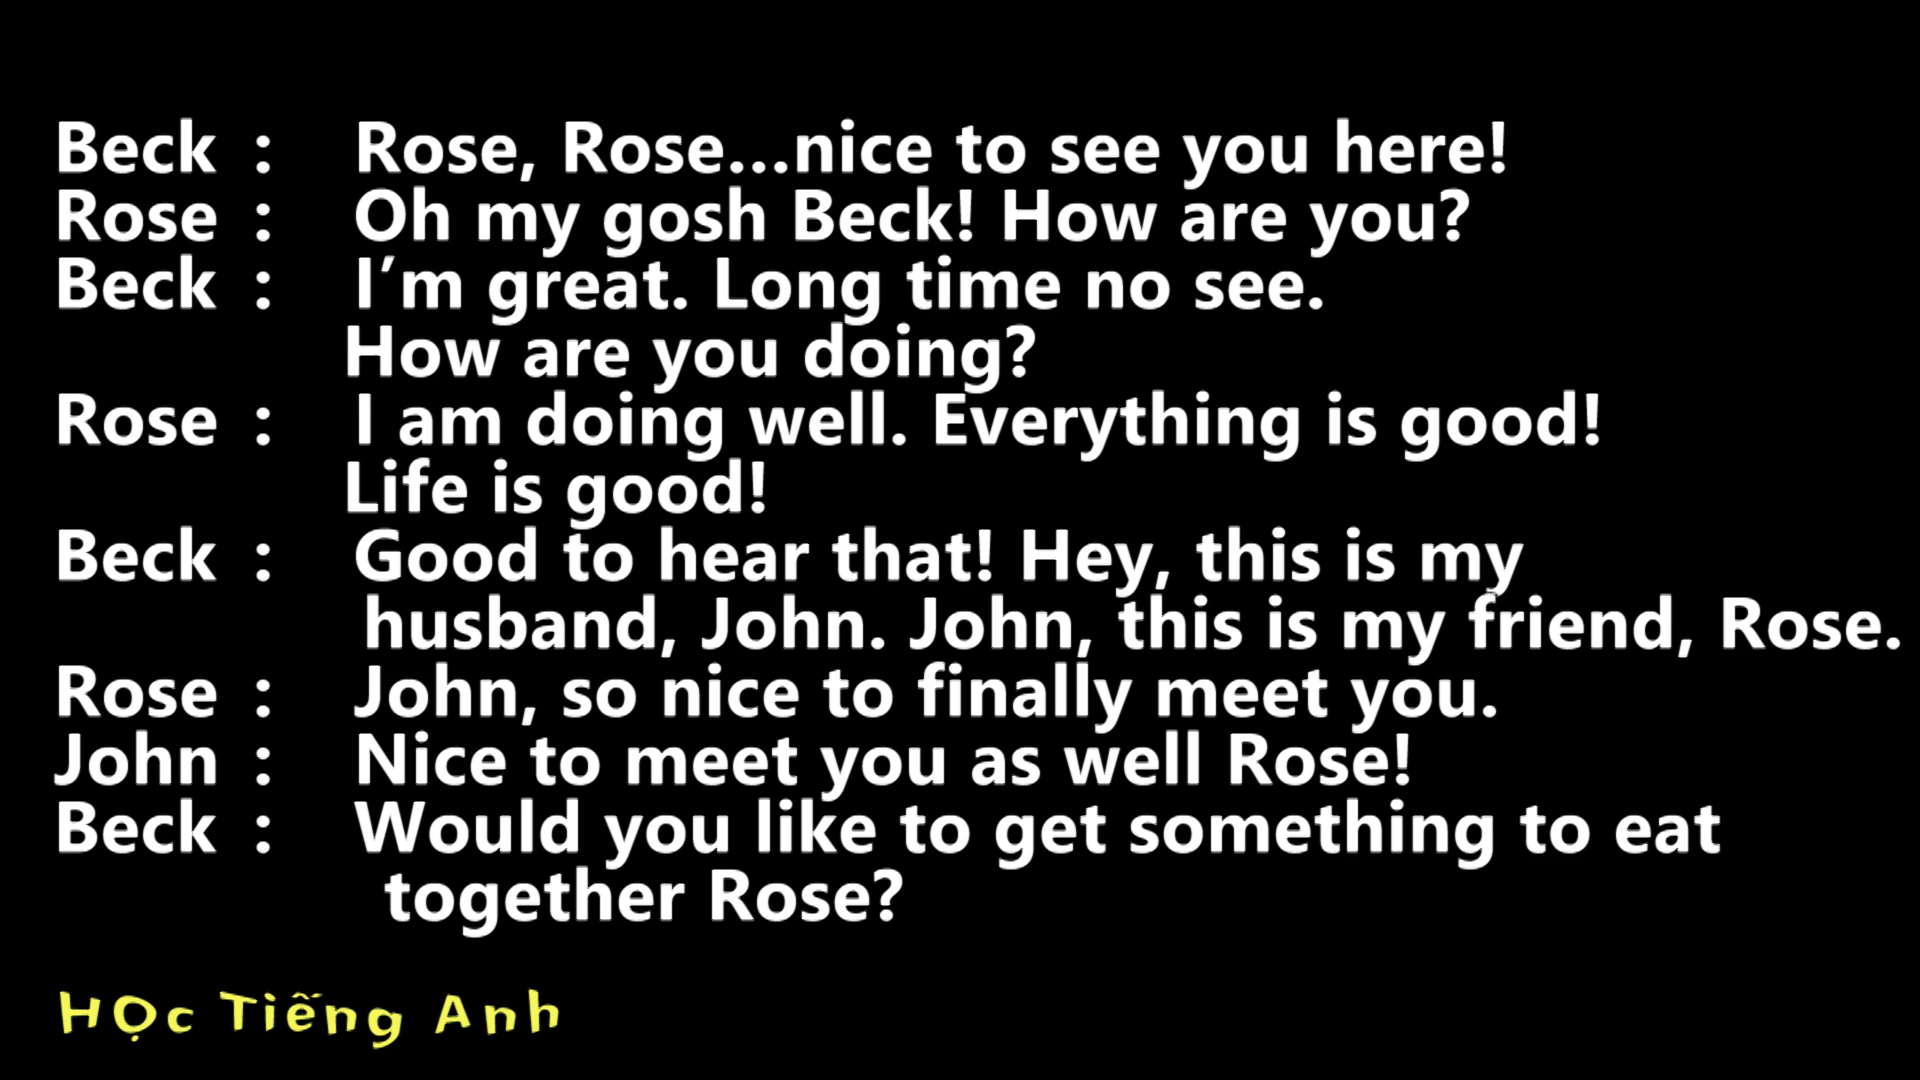 Beck : Rose, Rose...nice to see you here!
Rose : Oh my gosh Beck! How are you?
Beck : I’m great. Long time no see.
How are you doing?
Rose : I am doing well. Everything is good!
Life is good!
Beck : Good to hear that! Hey, this is my
husband, John. John, this is my friend, Rose.
Rose : John, so nice to finally meet you.
John : Nice to meet you as well Rose!
Beck : Would you like to get something to eat
together Rose?
HỌc Tiếng Anh